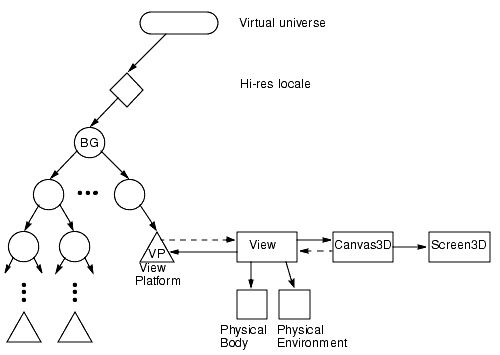 Virtual universe
Hi-res locale
BG
VP
View
Platform
View
Canvas3D
Screen3D
Physical
Body
Physical
Environment